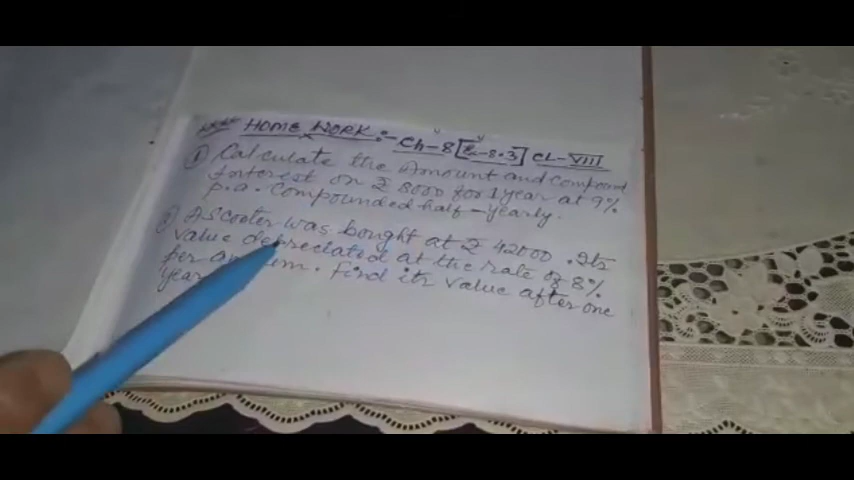 HOME WORK :- Ch-8 [Ex-8.3] CL-VIII
① Calculate the Amount and Compound
Interest on ₹ 8000 for 1 year at 9%
p.a. Compounded half-yearly.
② A Scooter was bought at ₹ 42000. Its
value depreciated at the rate of 8%
per annum. Find its value after one
year.